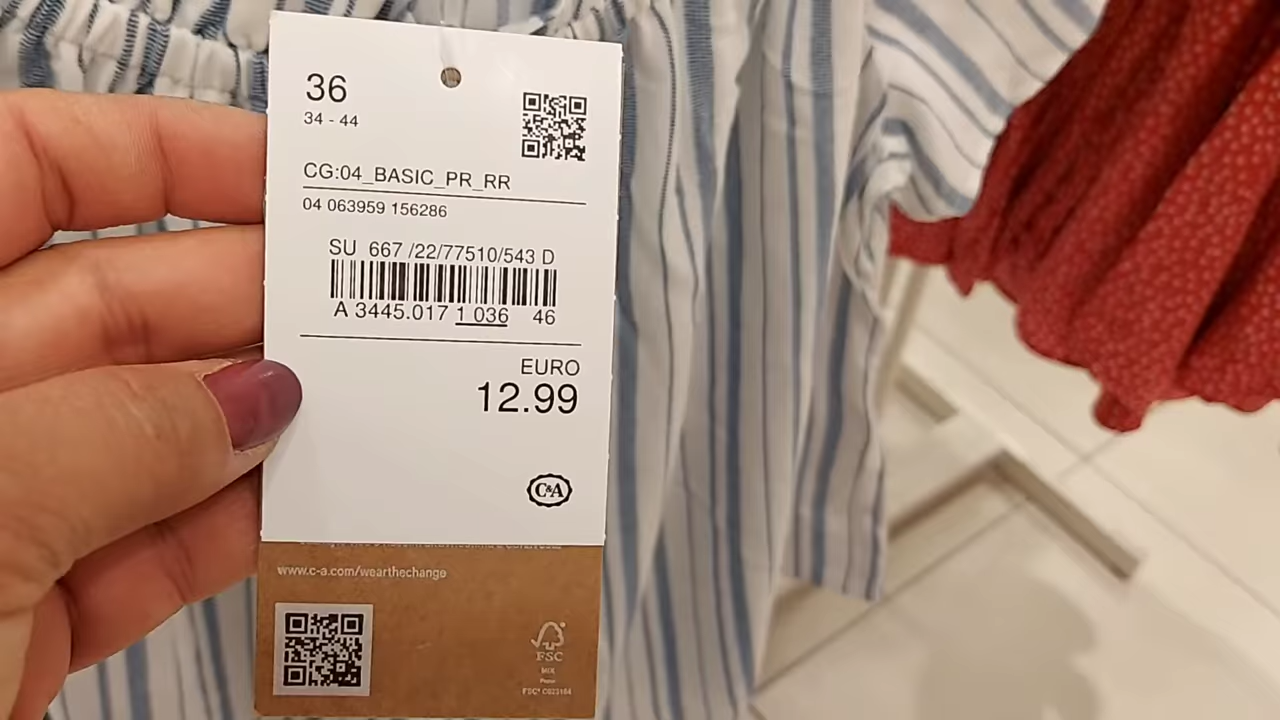 36
34 - 44
CG:04_BASIC_PR_RR
04 063959 156286
SU 667 /22/77510/543 D
A 3445.017 1 036 46
EURO
12.99
C&A
www.c-a.com/wearthechange
FSC
MIX
FSC®